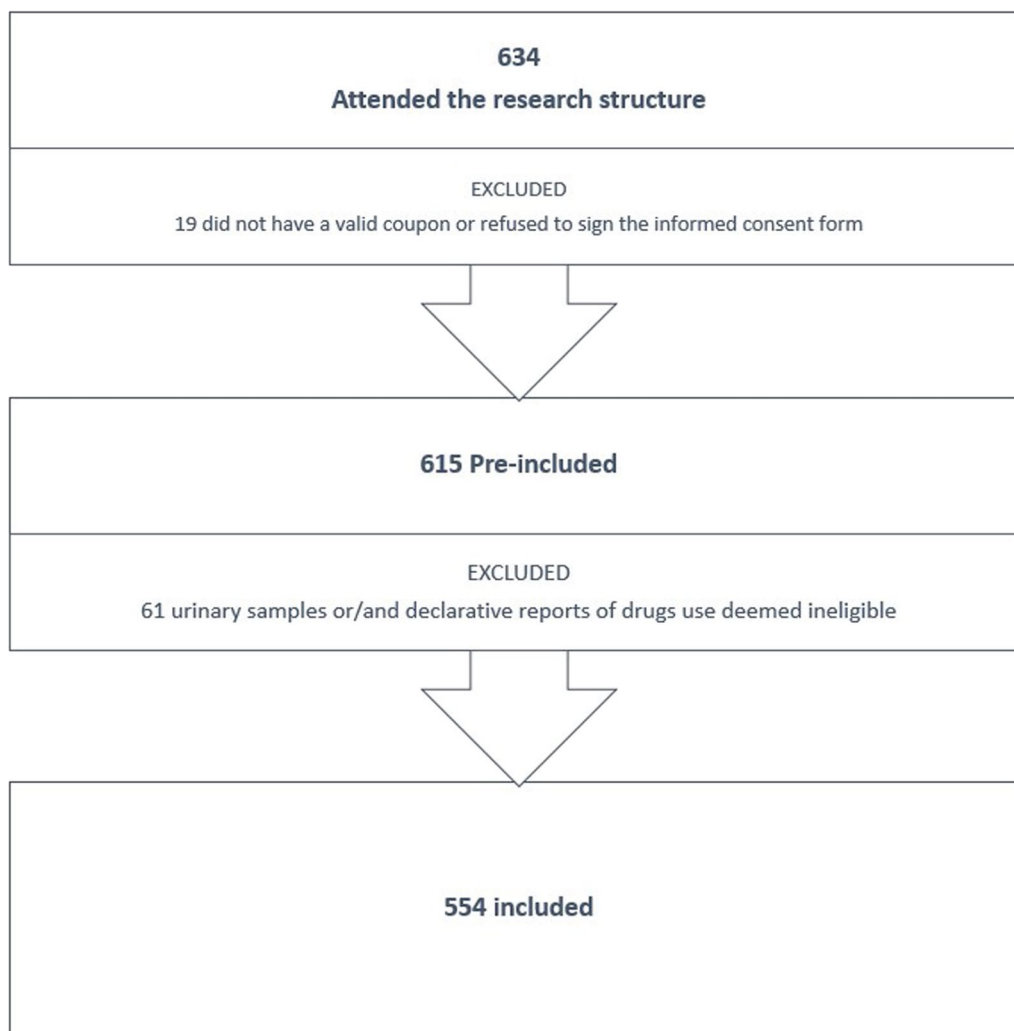 634
Attended the research structure
EXCLUDED
19 did not have a valid coupon or refused to sign the informed consent form
615 Pre-included
EXCLUDED
61 urinary samples or/and declarative reports of drugs use deemed ineligible
554 included